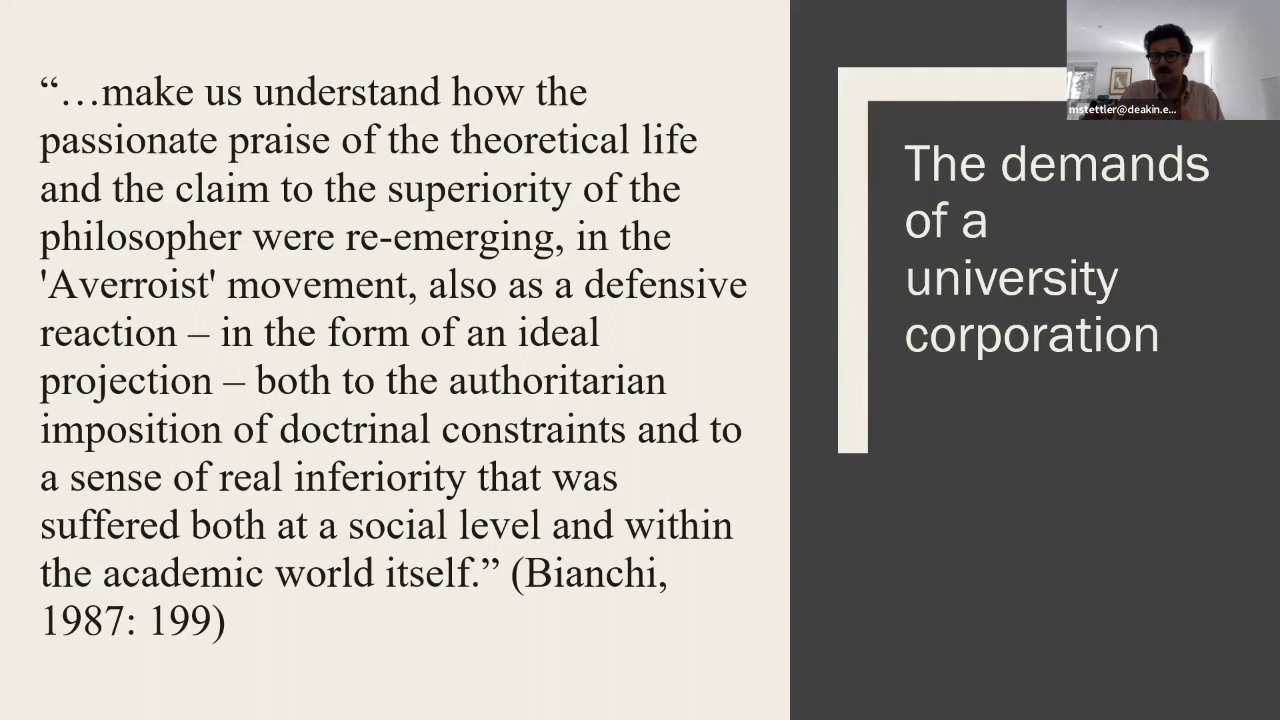 “…make us understand how the
passionate praise of the theoretical life
and the claim to the superiority of the
philosopher were re-emerging, in the
'Averroist' movement, also as a defensive
reaction – in the form of an ideal
projection – both to the authoritarian
imposition of doctrinal constraints and to
a sense of real inferiority that was
suffered both at a social level and within
the academic world itself.” (Bianchi,
1987: 199)
The demands
of a
university
corporation
mstettler@deakin.e...